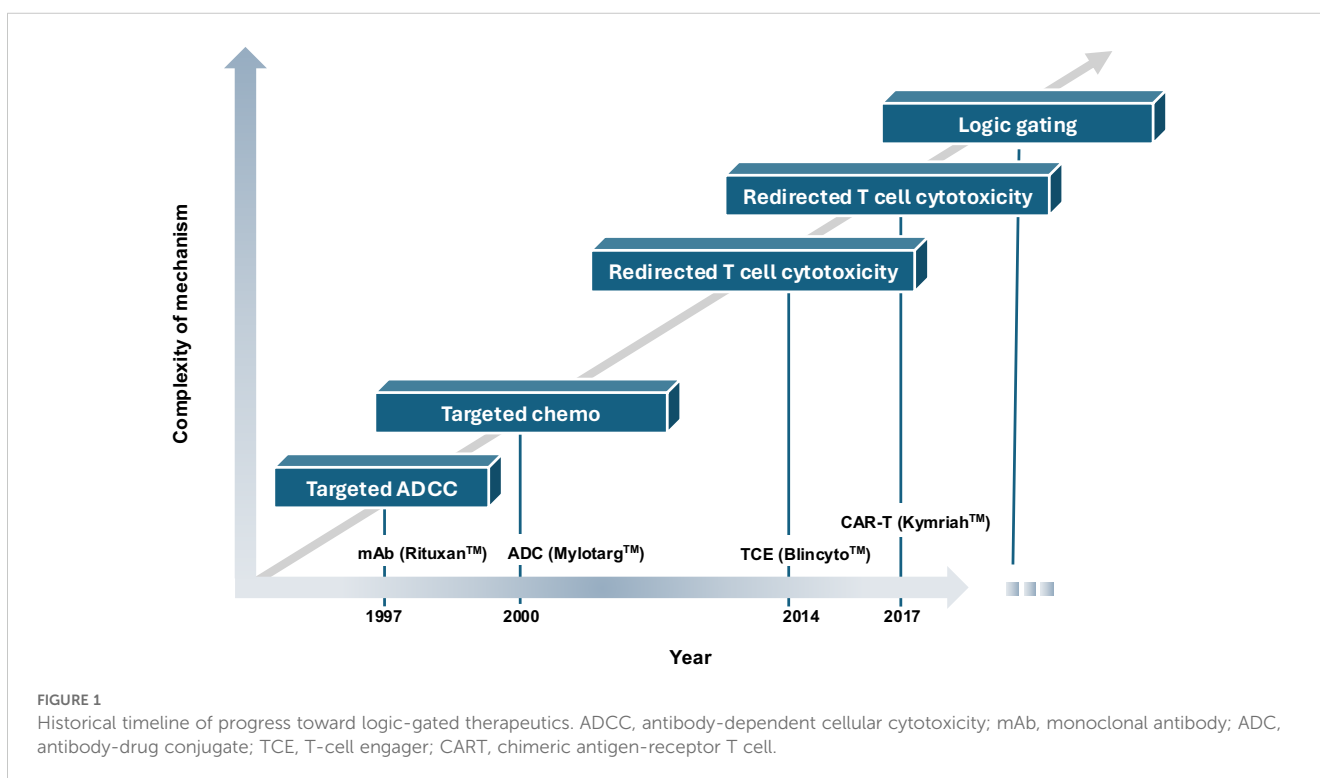 Complexity of mechanism
Logic gating
Redirected T cell cytotoxicity
Redirected T cell cytotoxicity
Targeted chemo
Targeted ADCC
CAR-T (Kymriah™)
mAb (Rituxan™) ADC (Mylotarg™) TCE (Blincyto™)
1997 2000 2014 2017
Year
FIGURE 1
Historical timeline of progress toward logic-gated therapeutics. ADCC, antibody-dependent cellular cytotoxicity; mAb, monoclonal antibody; ADC,
antibody-drug conjugate; TCE, T-cell engager; CART, chimeric antigen-receptor T cell.